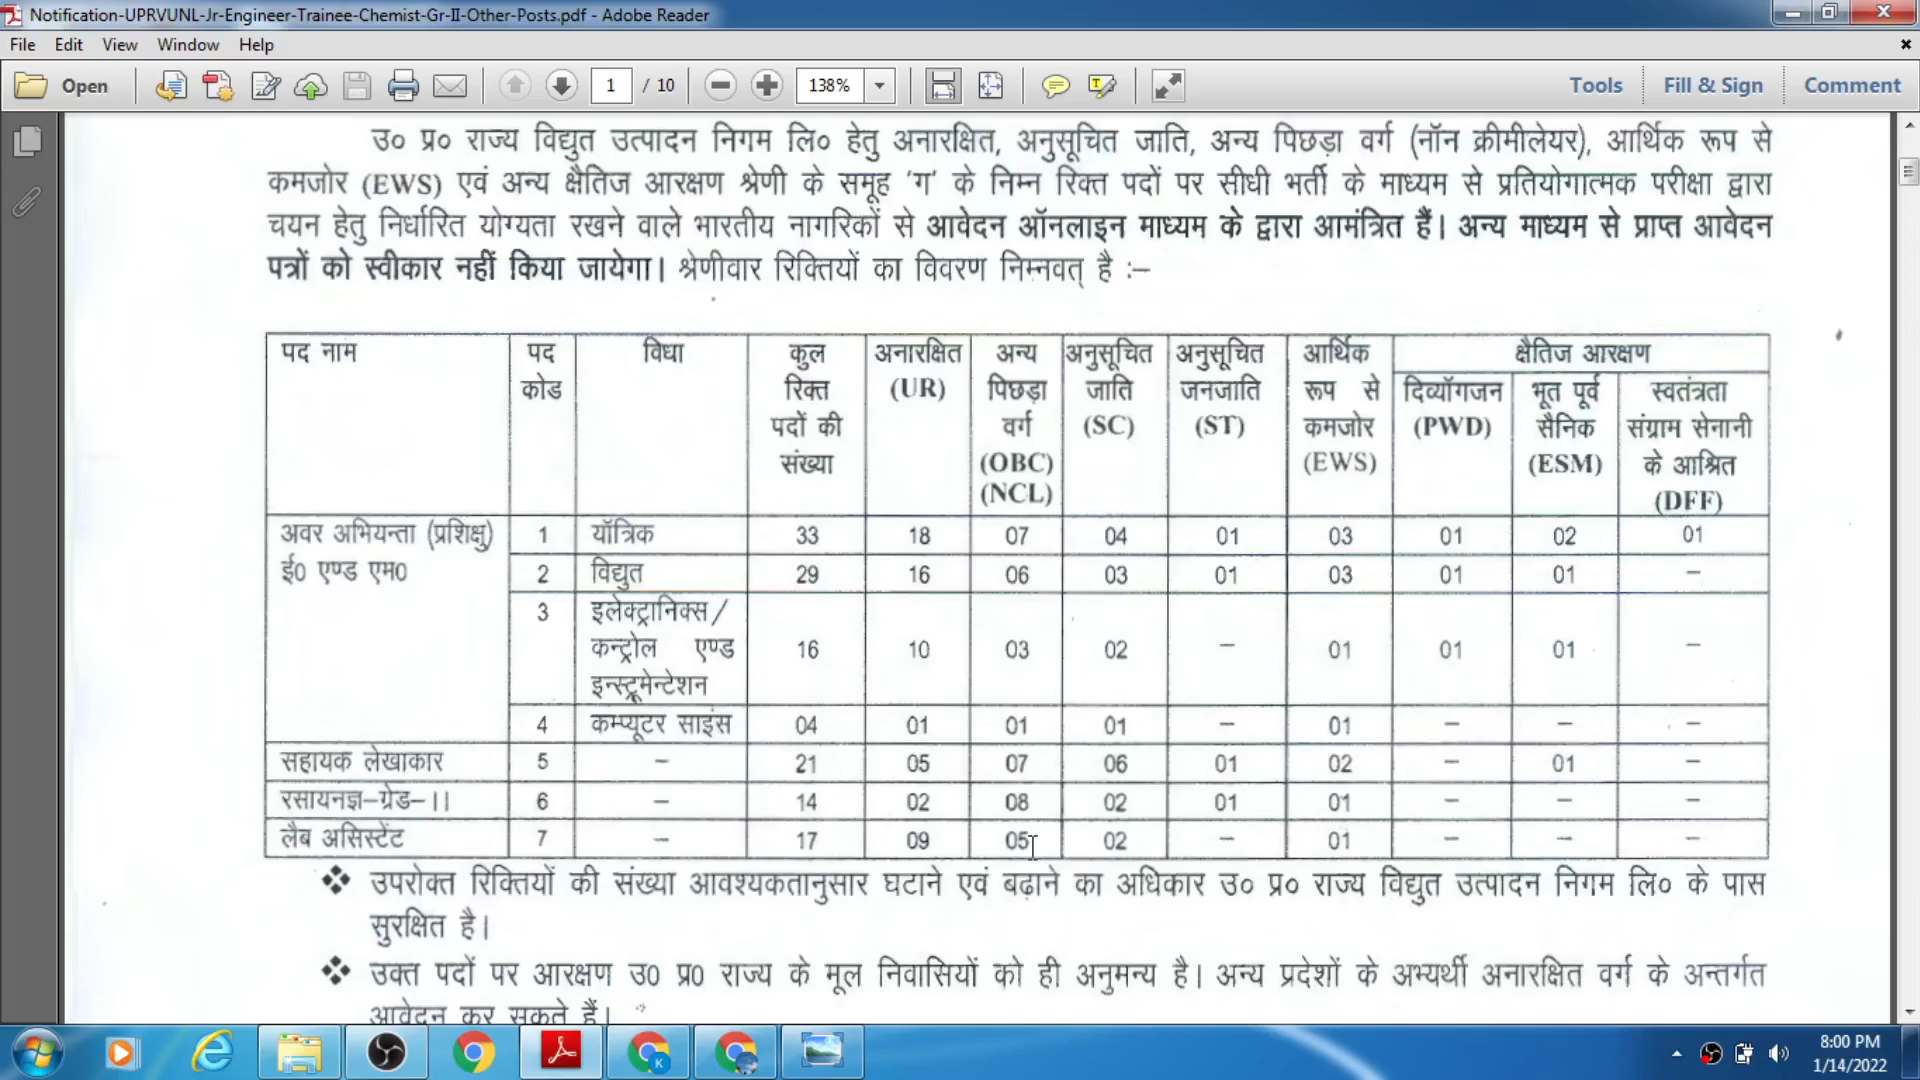 Notification-UPRVUNL-Jr-Engineer-Trainee-Chemist-Gr-II-Other-Posts.pdf - Adobe Reader
File Edit View Window Help
Open 1 / 10 138% Tools Fill & Sign Comment
उ० प्र० राज्य विद्युत उत्पादन निगम लि० हेतु अनारक्षित, अनुसूचित जाति, अन्य पिछड़ा वर्ग (नॉन क्रीमीलेयर), आर्थिक रूप से
कमजोर (EWS) एवं अन्य क्षैतिज आरक्षण श्रेणी के समूह 'ग' के निम्न रिक्त पदों पर सीधी भर्ती के माध्यम से प्रतियोगात्मक परीक्षा द्वारा
चयन हेतु निर्धारित योग्यता रखने वाले भारतीय नागरिकों से आवेदन ऑनलाइन माध्यम के द्वारा आमंत्रित हैं। अन्य माध्यम से प्राप्त आवेदन
पत्रों को स्वीकार नहीं किया जायेगा। श्रेणीवार रिक्तियों का विवरण निम्नवत् है :–
पद नाम पद विधा कुल अनारक्षित अन्य अनुसूचित अनुसूचित आर्थिक क्षैतिज आरक्षण
कोड रिक्त (UR) पिछड़ा जाति जनजाति रूप से दिव्यॉगजन भूत पूर्व स्वतंत्रता
पदों की वर्ग (SC) (ST) कमजोर (PWD) सैनिक संग्राम सेनानी
संख्या (OBC) (EWS) (ESM) के आश्रित
(NCL) (DFF)
अवर अभियन्ता (प्रशिक्षु) 1 यॉत्रिक 33 18 07 04 01 03 01 02 01
ई0 एण्ड एम0 2 विद्युत 29 16 06 03 01 03 01 01 –
3 इलेक्ट्रानिक्स/
कन्ट्रोल एण्ड 16 10 03 02 – 01 01 01 –
इन्स्ट्रूमेन्टेशन
4 कम्प्यूटर साइंस 04 01 01 01 – 01 – – –
सहायक लेखाकार 5 – 21 05 07 06 01 02 – 01 –
रसायनज्ञ–ग्रेड–।। 6 – 14 02 08 02 01 01 – – –
लैब असिस्टेंट 7 – 17 09 05 02 – 01 – – –
❖ उपरोक्त रिक्तियों की संख्या आवश्यकतानुसार घटाने एवं बढ़ाने का अधिकार उ० प्र० राज्य विद्युत उत्पादन निगम लि० के पास
सुरक्षित है।
❖ उक्त पदों पर आरक्षण उ0 प्र0 राज्य के मूल निवासियों को ही अनुमन्य है। अन्य प्रदेशों के अभ्यर्थी अनारक्षित वर्ग के अन्तर्गत
आवेदन कर सकते हैं।
8:00 PM
1/14/2022